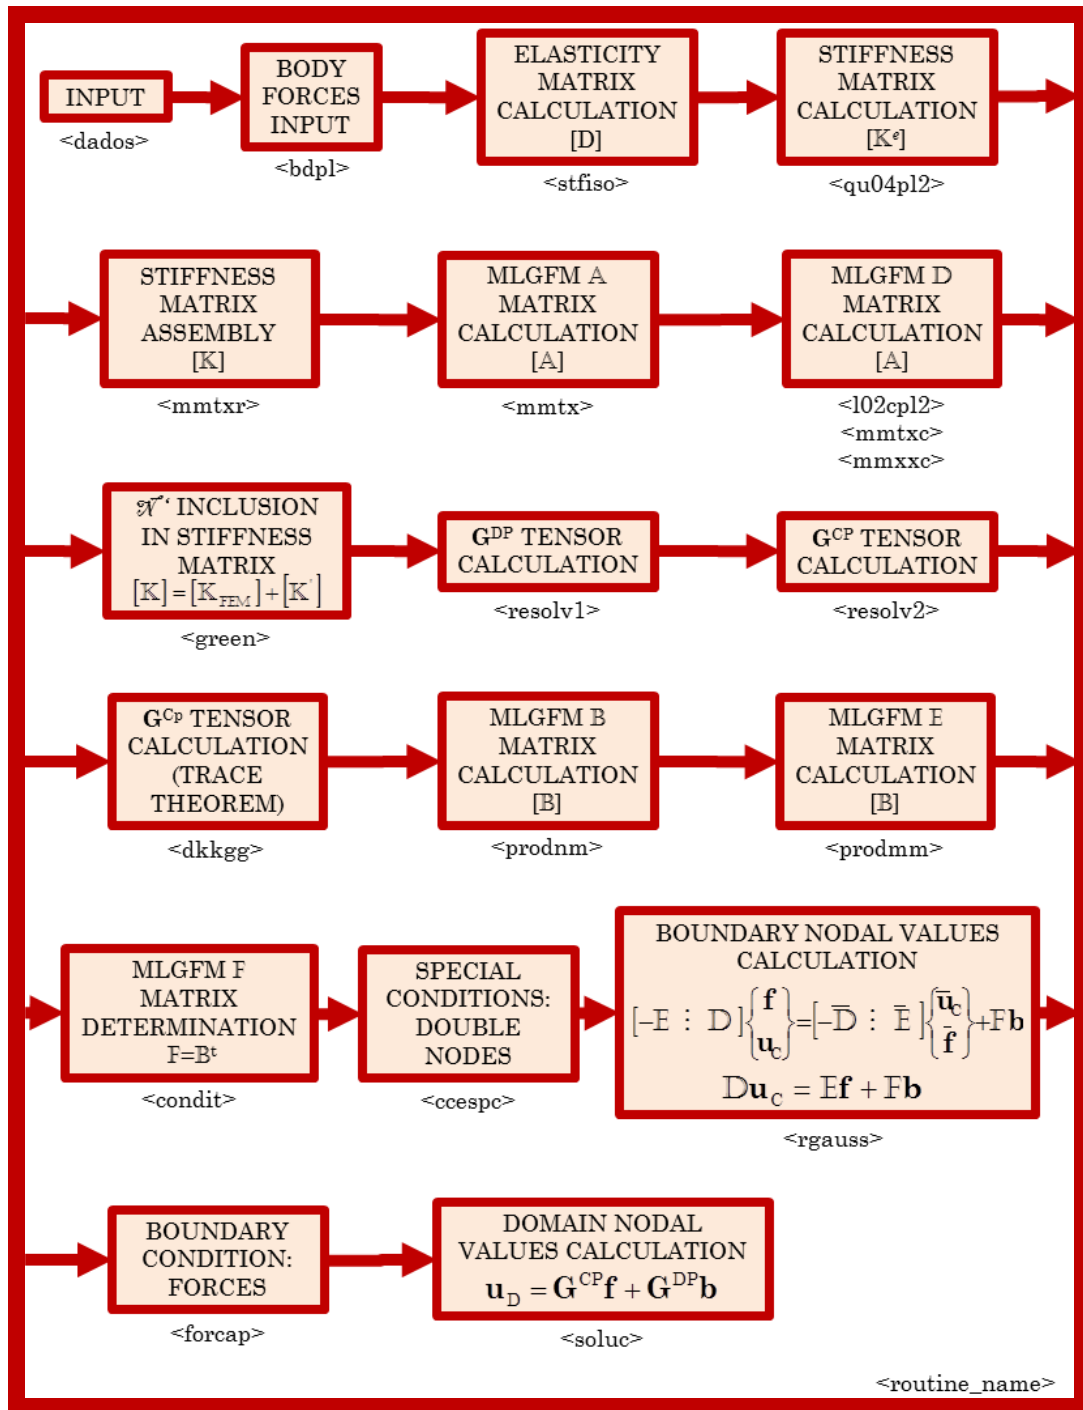 INPUT
<dados>
BODY
FORCES
INPUT
<bdpl>
ELASTICITY
MATRIX
CALCULATION
[D]
<stfiso>
STIFFNESS
MATRIX
CALCULATION
[Kᵉ]
<qu04pl2>
STIFFNESS
MATRIX
ASSEMBLY
[𝕂]
<mmtxr>
MLGFM 𝔸
MATRIX
CALCULATION
[𝔸]
<mmtx>
MLGFM 𝔻
MATRIX
CALCULATION
[𝔸]
<l02cpl2>
<mmtxc>
<mmxxc>
𝒩‘ INCLUSION
IN STIFFNESS
MATRIX
[𝕂]=[𝕂FEM]+[𝕂']
<green>
Gᴰᴾ TENSOR
CALCULATION
<resolv1>
Gᶜᴾ TENSOR
CALCULATION
<resolv2>
Gᶜᵖ TENSOR
CALCULATION
(TRACE
THEOREM)
<dkkgg>
MLGFM 𝔹
MATRIX
CALCULATION
[𝔹]
<prodnm>
MLGFM 𝔼
MATRIX
CALCULATION
[𝔹]
<prodmm>
MLGFM 𝔽
MATRIX
DETERMINATION
𝔽=𝔹ᵗ
<condit>
SPECIAL
CONDITIONS:
DOUBLE
NODES
<ccespc>
BOUNDARY NODAL VALUES
CALCULATION
[−𝔼 ⋮ 𝔻]{f u_C}=[−𝔻̅ ⋮ 𝔼̅]{u̅_C f̅}+𝔽b
𝔻u_C = 𝔼f + 𝔽b
<rgauss>
BOUNDARY
CONDITION:
FORCES
<forcap>
DOMAIN NODAL
VALUES CALCULATION
u_D = Gᶜᴾf + Gᴰᴾb
<soluc>
<routine_name>